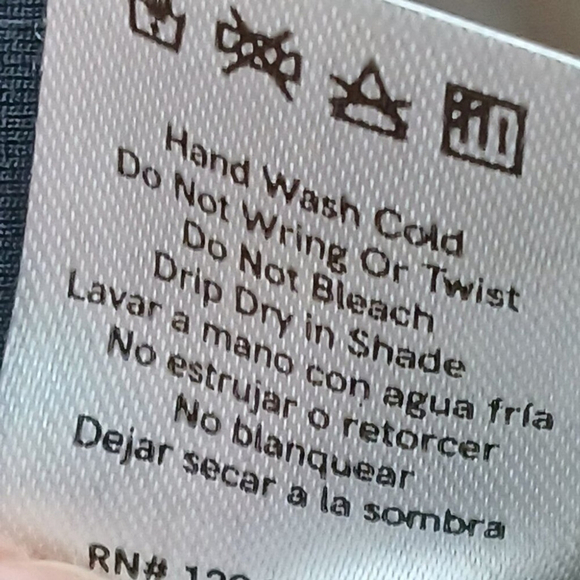 Hand Wash Cold
Do Not Wring Or Twist
Do Not Bleach
Drip Dry in Shade
Lavar a mano con agua fría
No estrujar o retorcer
No blanquear
Dejar secar a la sombra
RN#